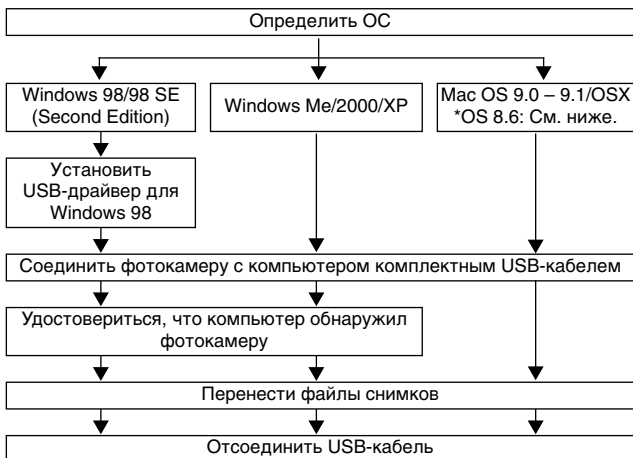 Определить ОС
Windows 98/98 SE
(Second Edition)
Windows Me/2000/XP
Mac OS 9.0 – 9.1/OSX
*OS 8.6: См. ниже.
Установить
USB-драйвер для
Windows 98
Соединить фотокамеру с компьютером комплектным USB-кабелем
Удостовериться, что компьютер обнаружил
фотокамеру
Перенести файлы снимков
Отсоединить USB-кабель